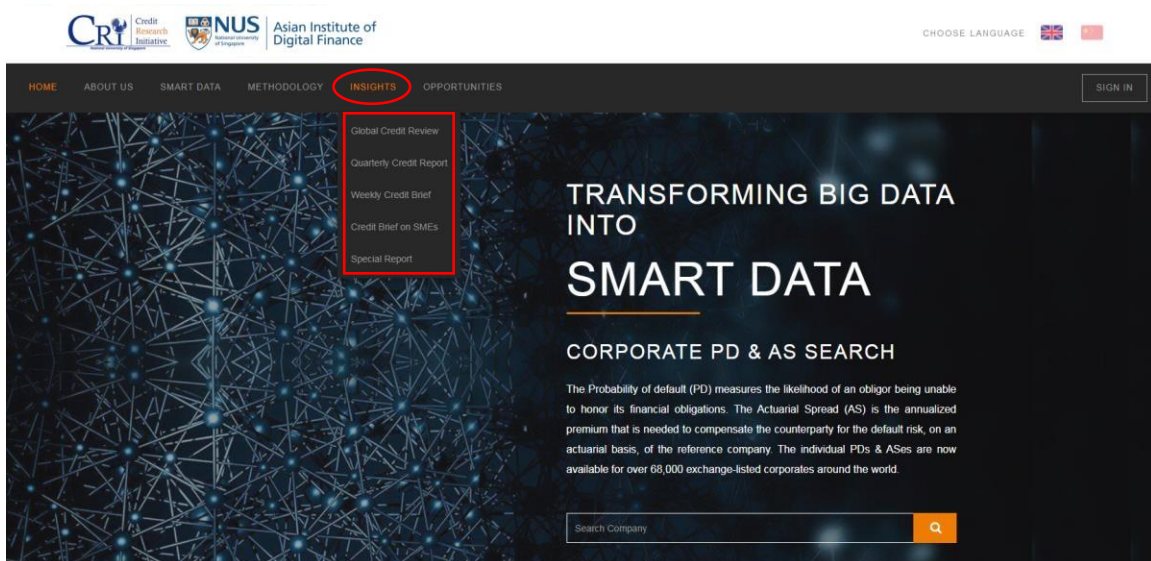 CRI
Credit
Research
Initiative
National University of Singapore
NUS
National University
of Singapore
Asian Institute of
Digital Finance
CHOOSE LANGUAGE
HOME ABOUT US SMART DATA METHODOLOGY INSIGHTS OPPORTUNITIES SIGN IN
Global Credit Review
Quarterly Credit Report
Weekly Credit Brief
Credit Brief on SMEs
Special Report
TRANSFORMING BIG DATA
INTO
SMART DATA
CORPORATE PD & AS SEARCH
The Probability of default (PD) measures the likelihood of an obligor being unable
to honor its financial obligations. The Actuarial Spread (AS) is the annualized
premium that is needed to compensate the counterparty for the default risk, on an
actuarial basis, of the reference company. The individual PDs & ASes are now
available for over 68,000 exchange-listed corporates around the world.
Search Company